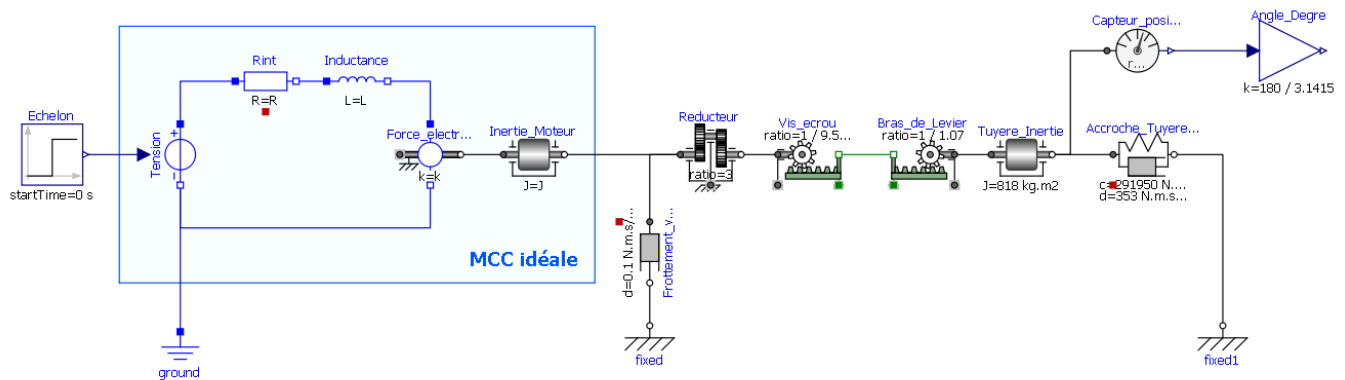 Capteur_posi...
Angle_Degre
r...
k=180 / 3.1415
Rint
Inductance
R=R
L=L
Echelon
startTime=0 s
Tension
+
-
Force_electr...
k=k
Inertie_Moteur
J=J
Reducteur
ratio=3
Vis_ecrou
ratio=1 / 9.5...
Bras_de_Levier
ratio=1 / 1.07
Tuyere_Inertie
J=818 kg.m2
Accroche_Tuyere...
c=291950 N....
d=353 N.m.s...
d=0.1 N.m.s/...
Frottement_v...
MCC idéale
ground
fixed
fixed1